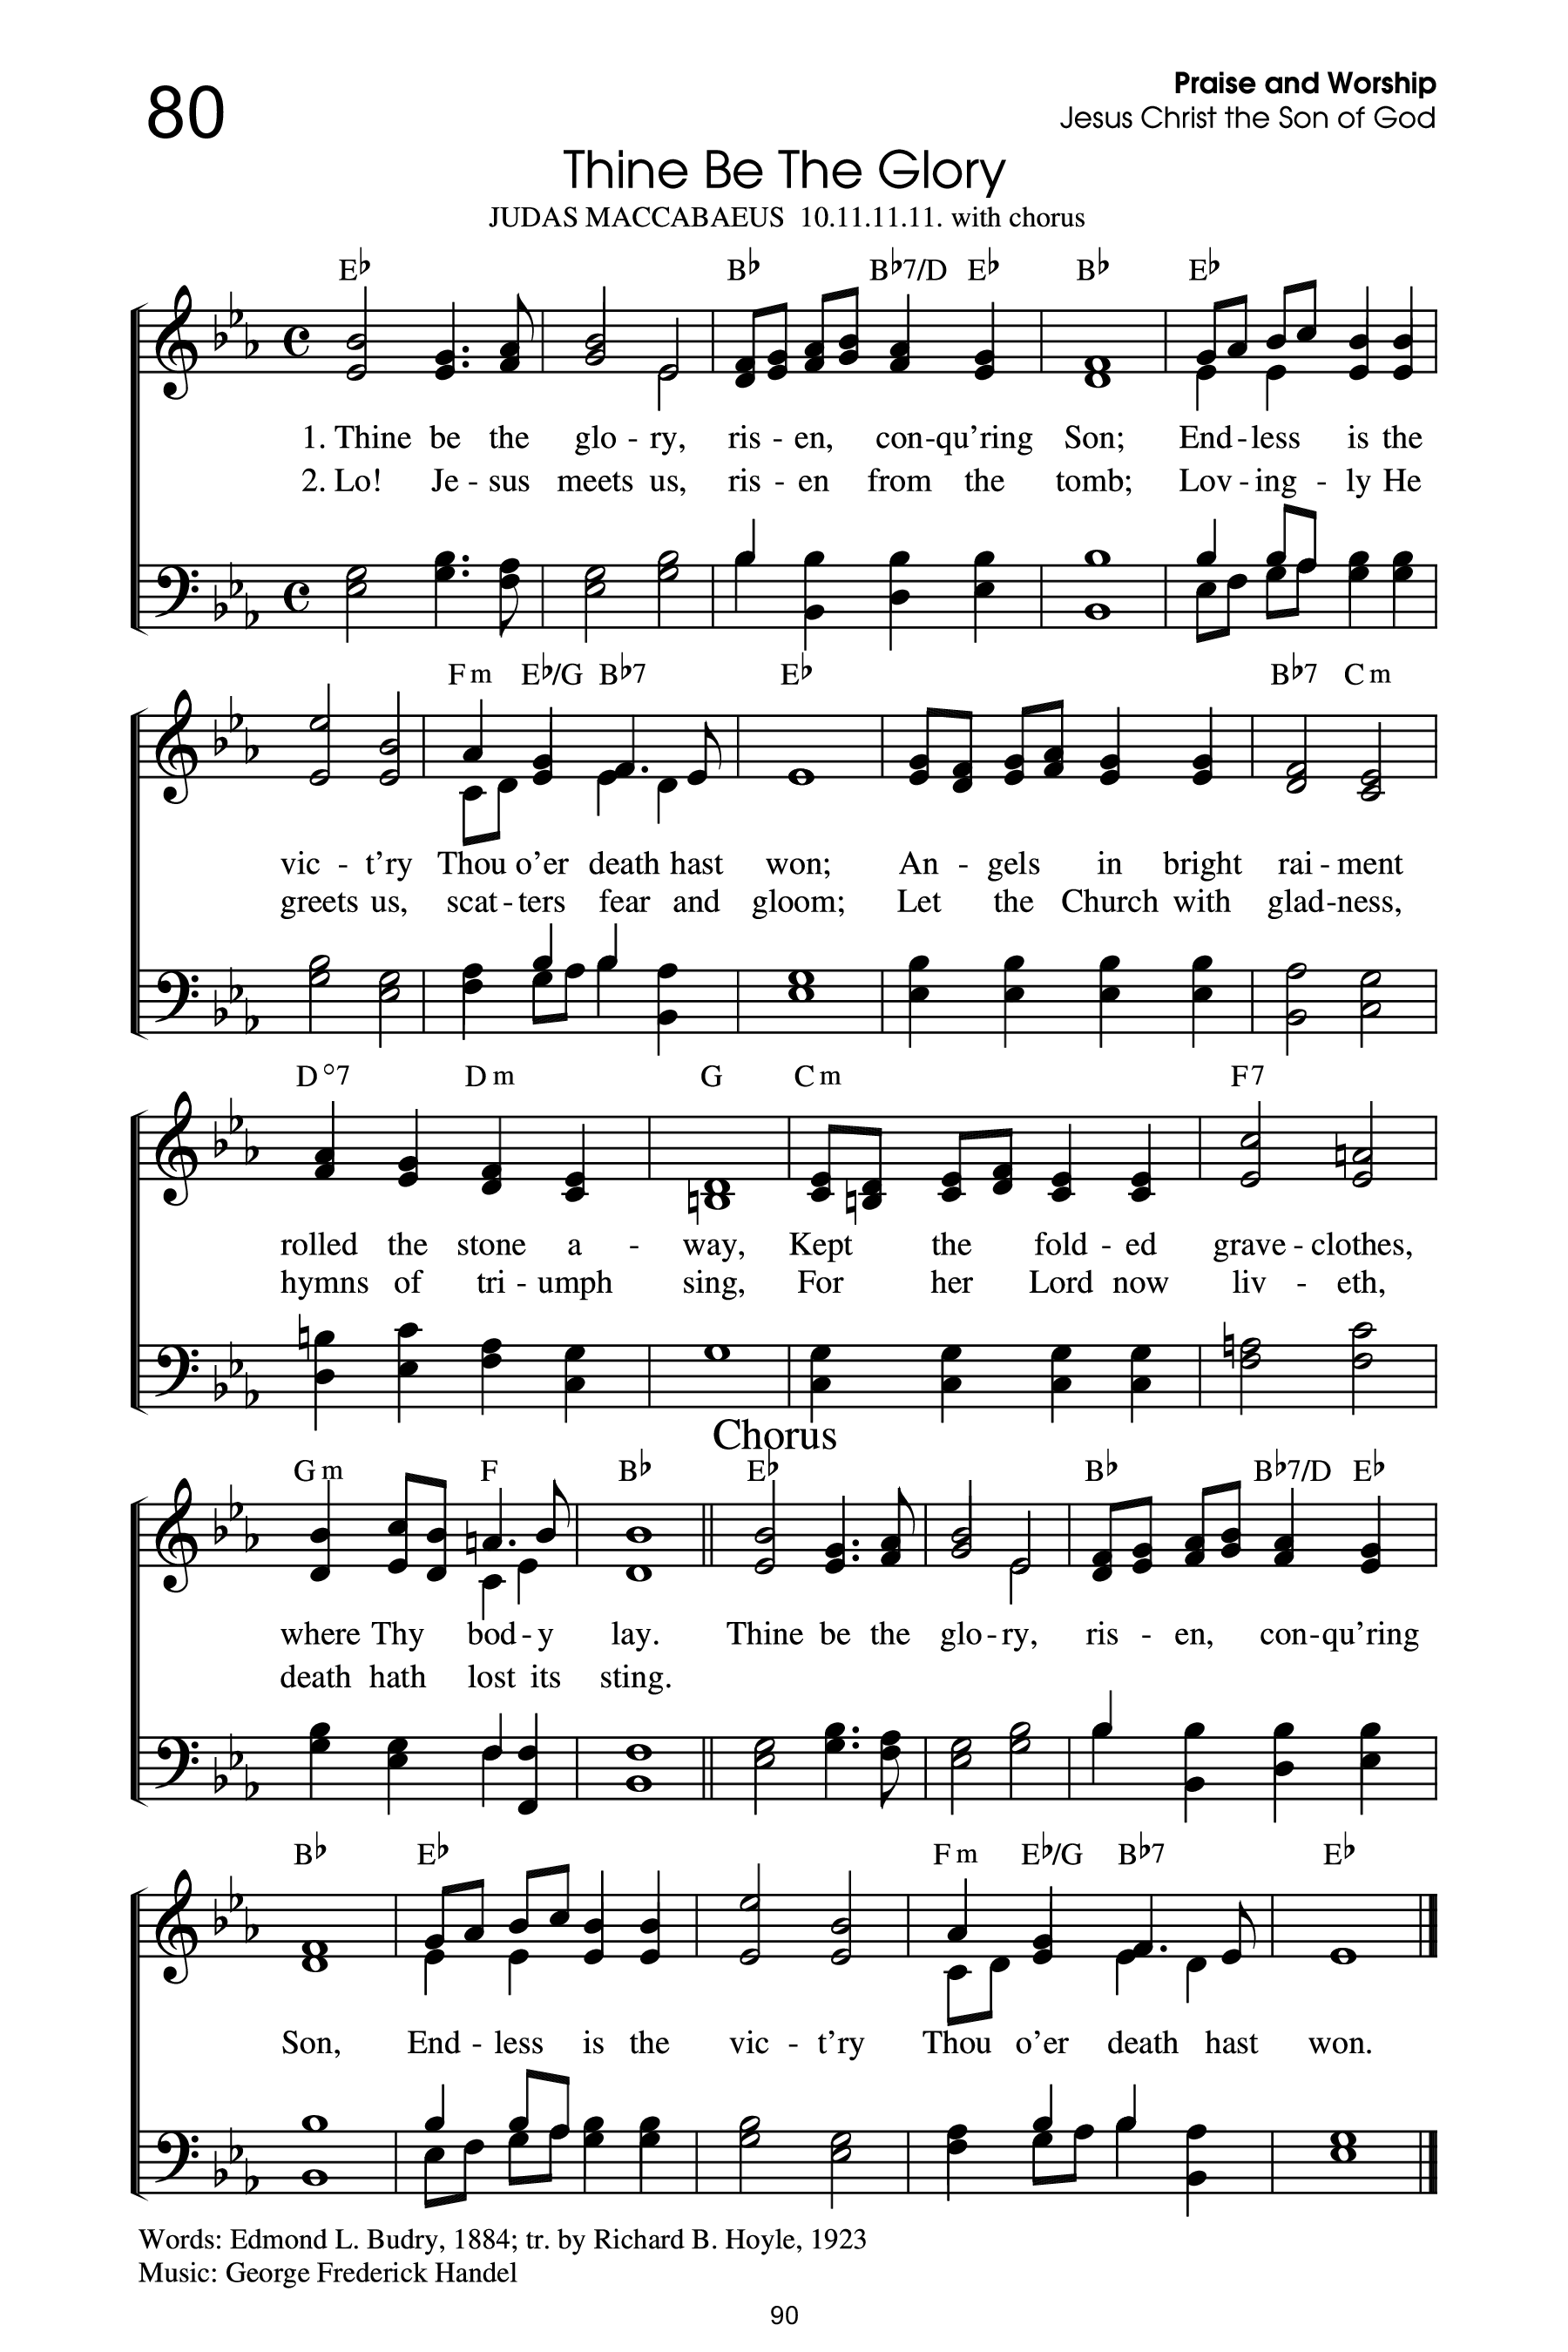 80
Praise and Worship
Jesus Christ the Son of God
Thine Be The Glory
JUDAS MACCABAEUS 10.11.11.11. with chorus
E♭ B♭ B♭7/D E♭ B♭ E♭
1. Thine be the glo - ry, ris - en, con-qu’ring Son; End - less is the
2. Lo! Je - sus meets us, ris - en from the tomb; Lov - ing - ly He
Fm E♭/G B♭7 E♭ B♭7 Cm
vic - t’ry Thou o’er death hast won; An - gels in bright rai - ment
greets us, scat - ters fear and gloom; Let the Church with glad-ness,
D°7 Dm G Cm F7
rolled the stone a - way, Kept the fold - ed grave - clothes,
hymns of tri - umph sing, For her Lord now liv - eth,
Chorus
Gm F B♭ E♭ B♭ B♭7/D E♭
where Thy bod - y lay. Thine be the glo - ry, ris - en, con-qu’ring
death hath lost its sting.
B♭ E♭ Fm E♭/G B♭7 E♭
Son, End - less is the vic - t’ry Thou o’er death hast won.
Words: Edmond L. Budry, 1884; tr. by Richard B. Hoyle, 1923
Music: George Frederick Handel
90